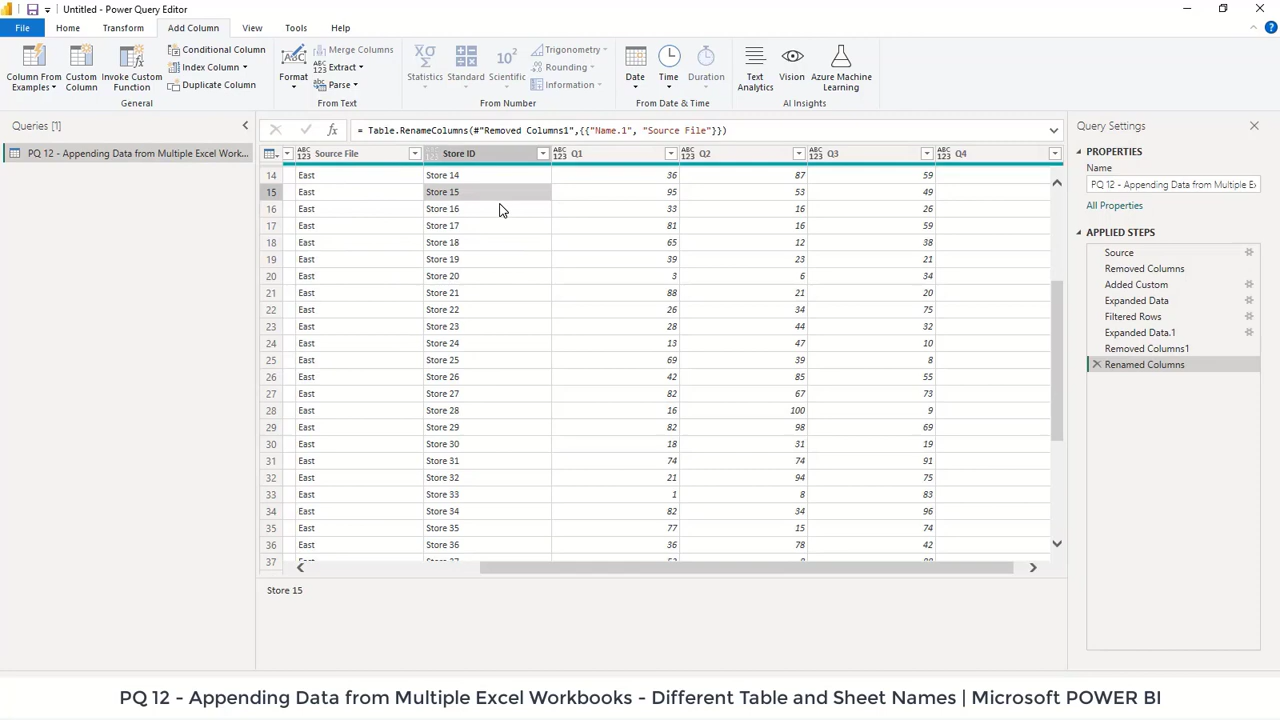 Untitled - Power Query Editor
File Home Transform Add Column View Tools Help
Column From Examples
Custom Column
Invoke Custom Function
Conditional Column
Index Column
Duplicate Column
General
Format
Merge Columns
Extract
Parse
From Text
Statistics
Standard
Scientific
Trigonometry
Rounding
Information
From Number
Date
Time
Duration
From Date & Time
Text Analytics
Vision
Azure Machine Learning
AI Insights
Queries [1]
PQ 12 - Appending Data from Multiple Excel Work...
= Table.RenameColumns(#"Removed Columns1",{{"Name.1", "Source File"}})
Source File Store ID Q1 Q2 Q3 Q4
14 East Store 14 36 87 59
15 East Store 15 95 53 49
16 East Store 16 33 16 26
17 East Store 17 81 16 59
18 East Store 18 65 12 38
19 East Store 19 39 23 21
20 East Store 20 3 6 34
21 East Store 21 88 21 20
22 East Store 22 26 34 75
23 East Store 23 28 44 32
24 East Store 24 13 47 10
25 East Store 25 69 39 8
26 East Store 26 42 85 55
27 East Store 27 82 67 73
28 East Store 28 16 100 9
29 East Store 29 82 98 69
30 East Store 30 18 31 19
31 East Store 31 74 74 91
32 East Store 32 21 94 75
33 East Store 33 1 8 83
34 East Store 34 82 34 96
35 East Store 35 77 15 74
36 East Store 36 36 78 42
37 East
Store 15
Query Settings
PROPERTIES
Name
PQ 12 - Appending Data from Multiple E
All Properties
APPLIED STEPS
Source
Removed Columns
Added Custom
Expanded Data
Filtered Rows
Expanded Data.1
Removed Columns1
Renamed Columns
PQ 12 - Appending Data from Multiple Excel Workbooks - Different Table and Sheet Names | Microsoft POWER BI